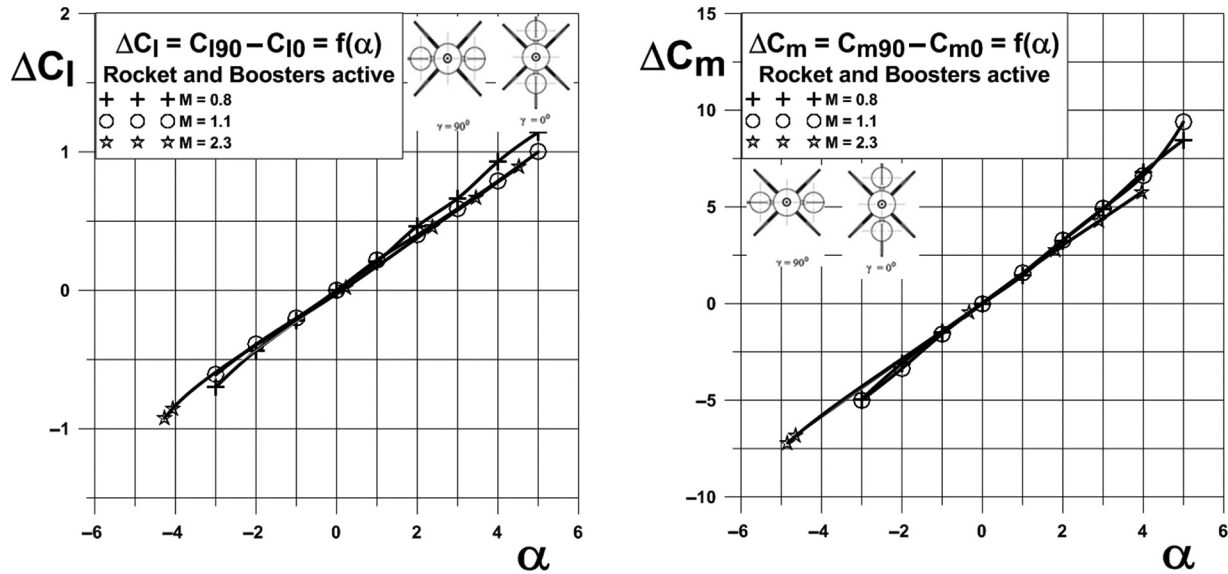 2
ΔCl
ΔCl = Cl90 – Cl0 = f(α)
Rocket and Boosters active
M = 0.8
M = 1.1
M = 2.3
γ = 90°
γ = 0°
1
0
–1
–6
–4
–2
0
2
4
6
α
15
ΔCm
ΔCm = Cm90 – Cm0 = f(α)
Rocket and Boosters active
M = 0.8
M = 1.1
M = 2.3
10
γ = 90°
γ = 0°
5
0
–5
–10
–6
–4
–2
0
2
4
6
α